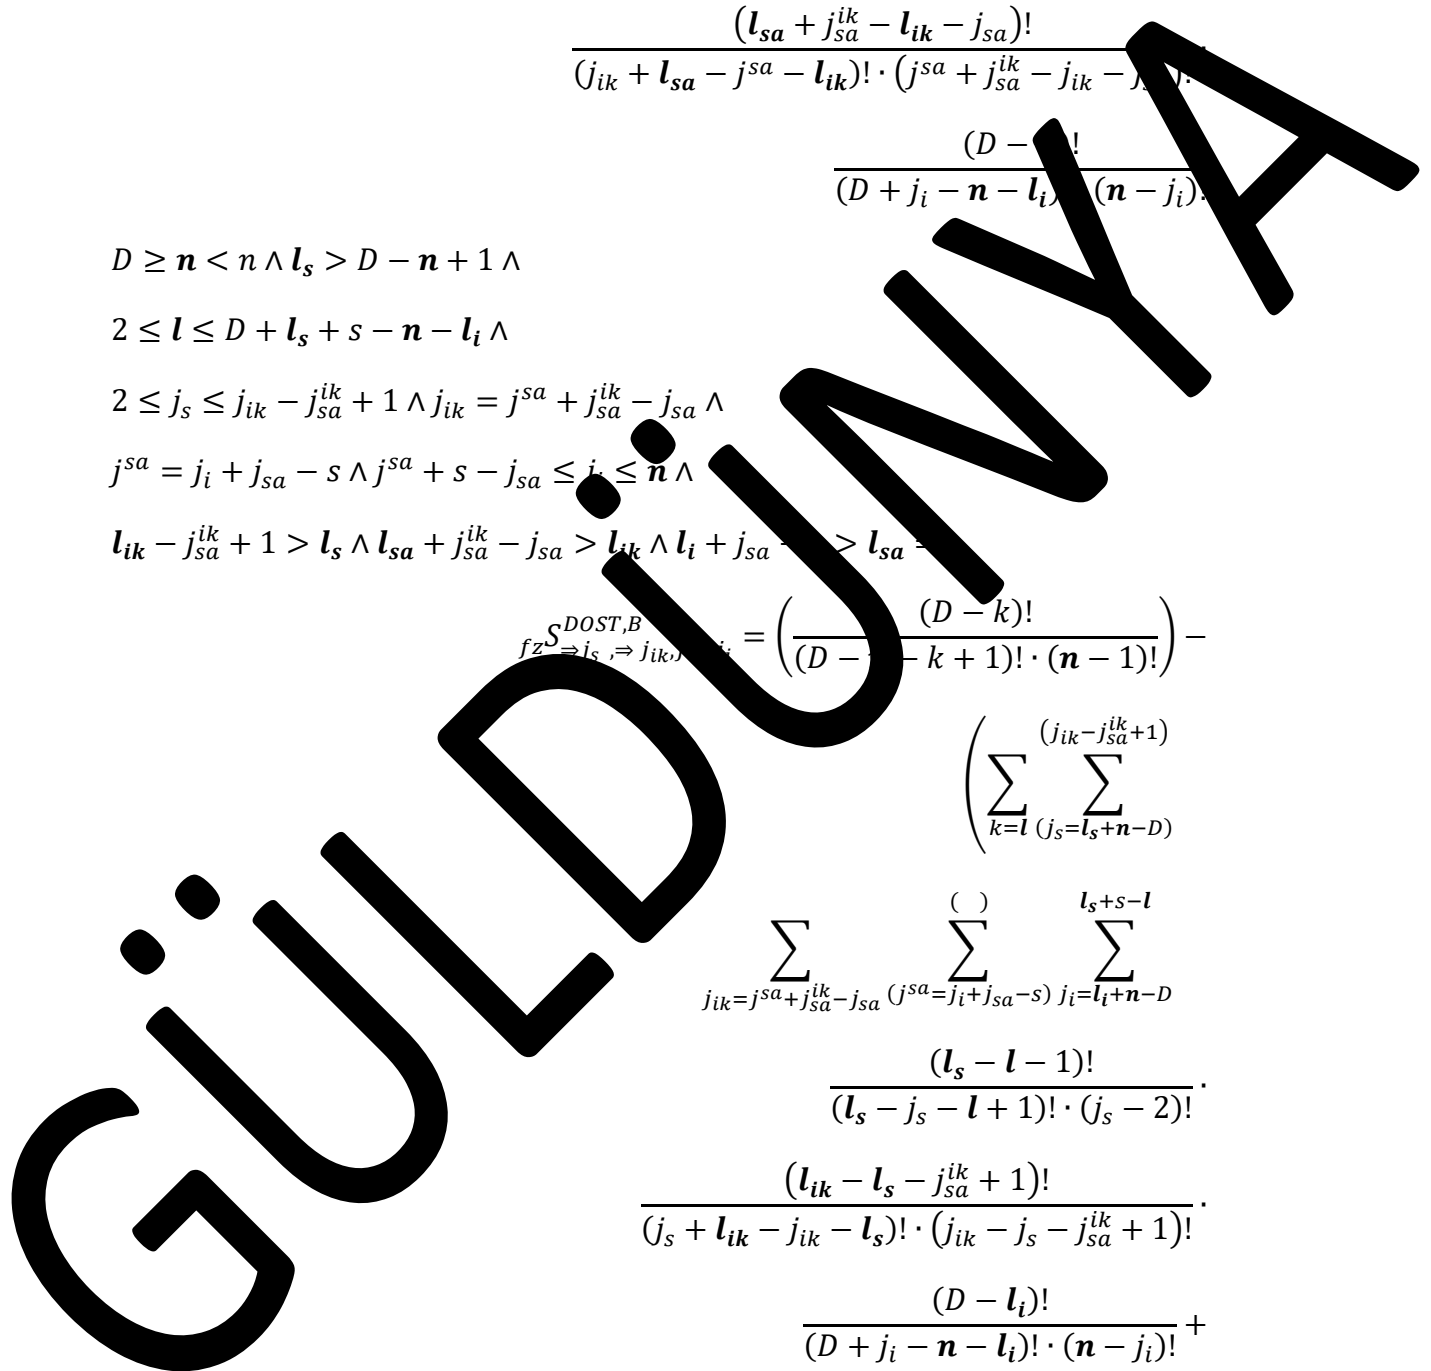 (l_sa + j_sa^ik − l_ik − j_sa)!
(j_ik + l_sa − j^sa − l_ik)! · (j^sa + j_sa^ik − j_ik − j
(D −
(D + j_i − n − l_i) (n − j_i)!
D ≥ n < n ∧ l_s > D − n + 1 ∧
2 ≤ l ≤ D + l_s + s − n − l_i ∧
2 ≤ j_s ≤ j_ik − j_sa^ik + 1 ∧ j_ik = j^sa + j_sa^ik − j_sa ∧
j^sa = j_i + j_sa − s ∧ j^sa + s − j_sa ≤ j_i ≤ n ∧
l_ik − j_sa^ik + 1 > l_s ∧ l_sa + j_sa^ik − j_sa > l_ik ∧ l_i + j_sa > l_sa
fz S^DOST,B ⇒j_s ,⇒j_ik, = ( (D − k)!
(D − − k + 1)! · (n − 1)! ) −
(j_ik−j_sa^ik+1)
( ∑ ∑
k=l (j_s=l_s+n−D)
( ) l_s+s−l
∑ ∑ ∑
j_ik=j^sa+j_sa^ik−j_sa (j^sa=j_i+j_sa−s) j_i=l_i+n−D
(l_s − l − 1)!
(l_s − j_s − l + 1)! · (j_s − 2)! ·
(l_ik − l_s − j_sa^ik + 1)!
(j_s + l_ik − j_ik − l_s)! · (j_ik − j_s − j_sa^ik + 1)! ·
(D − l_i)!
(D + j_i − n − l_i)! · (n − j_i)! +
GÜLDÜNYA